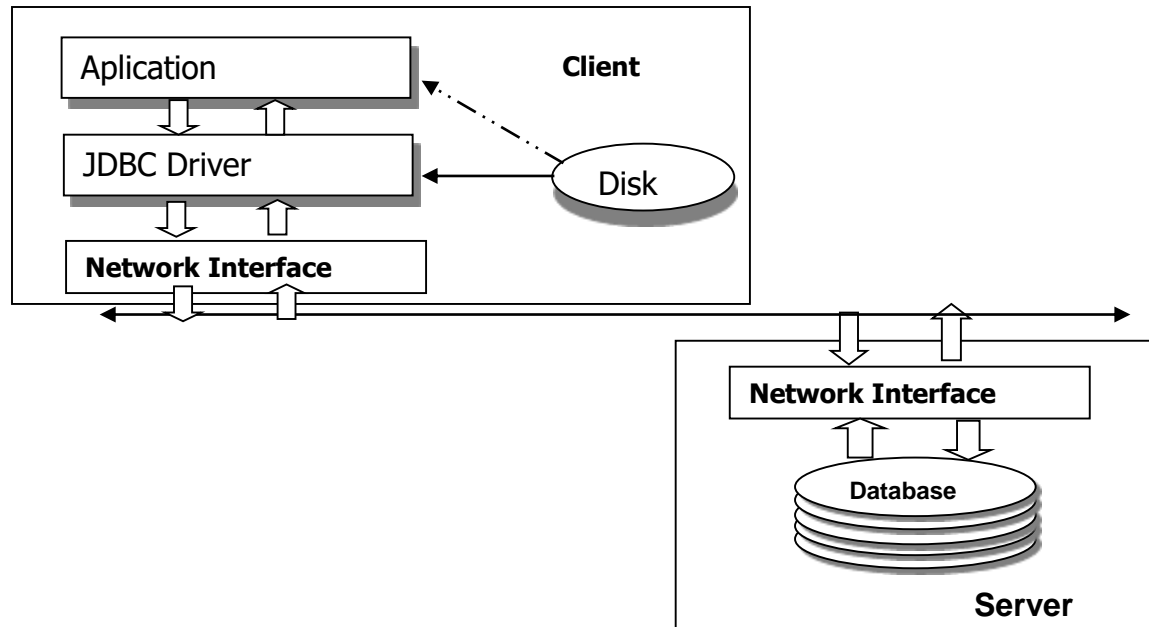 Aplication
Client
JDBC Driver
Disk
Network Interface
Network Interface
Database
Server